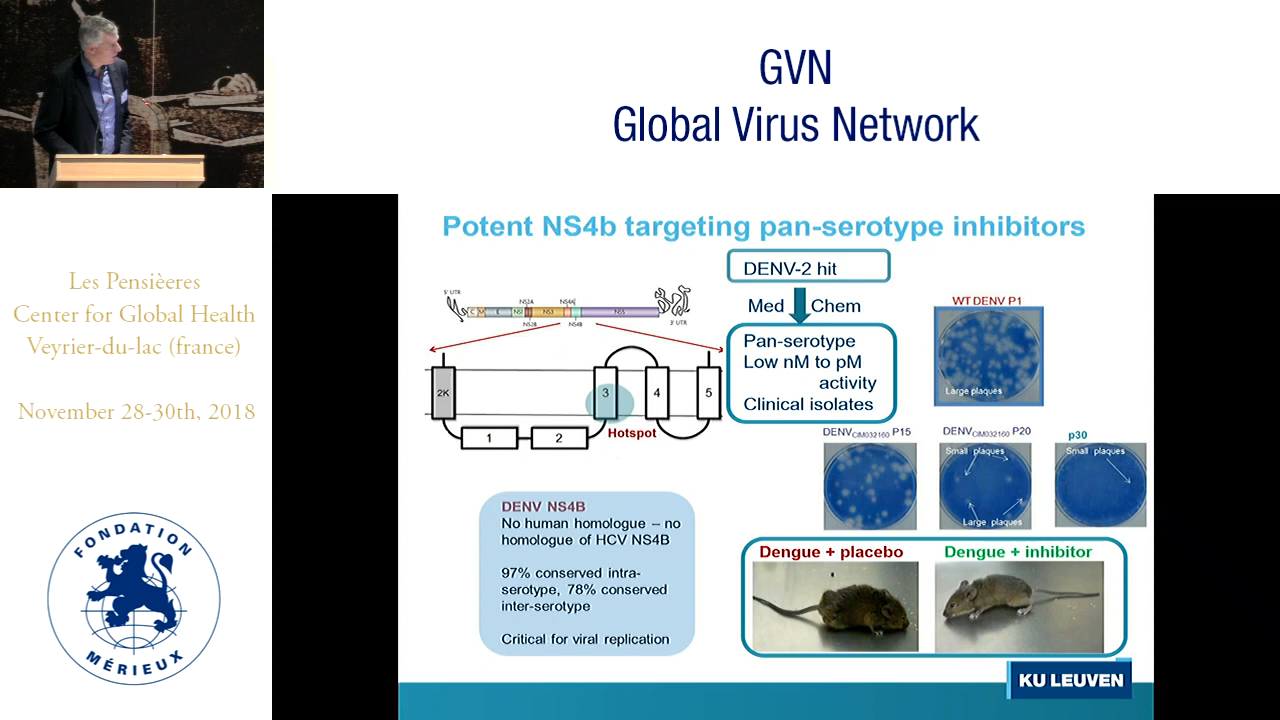 GVN
Global Virus Network
Les Pensièeres
Center for Global Health
Veyrier-du-lac (france)
November 28-30th, 2018
FONDATION
MÉRIEUX
Potent NS4b targeting pan-serotype inhibitors
DENV-2 hit
Med Chem
Pan-serotype
Low nM to pM
activity
Clinical isolates
5' UTR
NS2A
NS4A
C M E NS1 NS3 NS5
NS2B
NS4B
3' UTR
2K
3
4
5
1
2
Hotspot
WT DENV P1
Large plaques
DENVCIM032160 P15
DENVCIM032160 P20
p30
Small plaques
Small plaques
Large plaques
DENV NS4B
No human homologue – no
homologue of HCV NS4B
97% conserved intra-
serotype, 78% conserved
inter-serotype
Critical for viral replication
Dengue + placebo
Dengue + inhibitor
KU LEUVEN